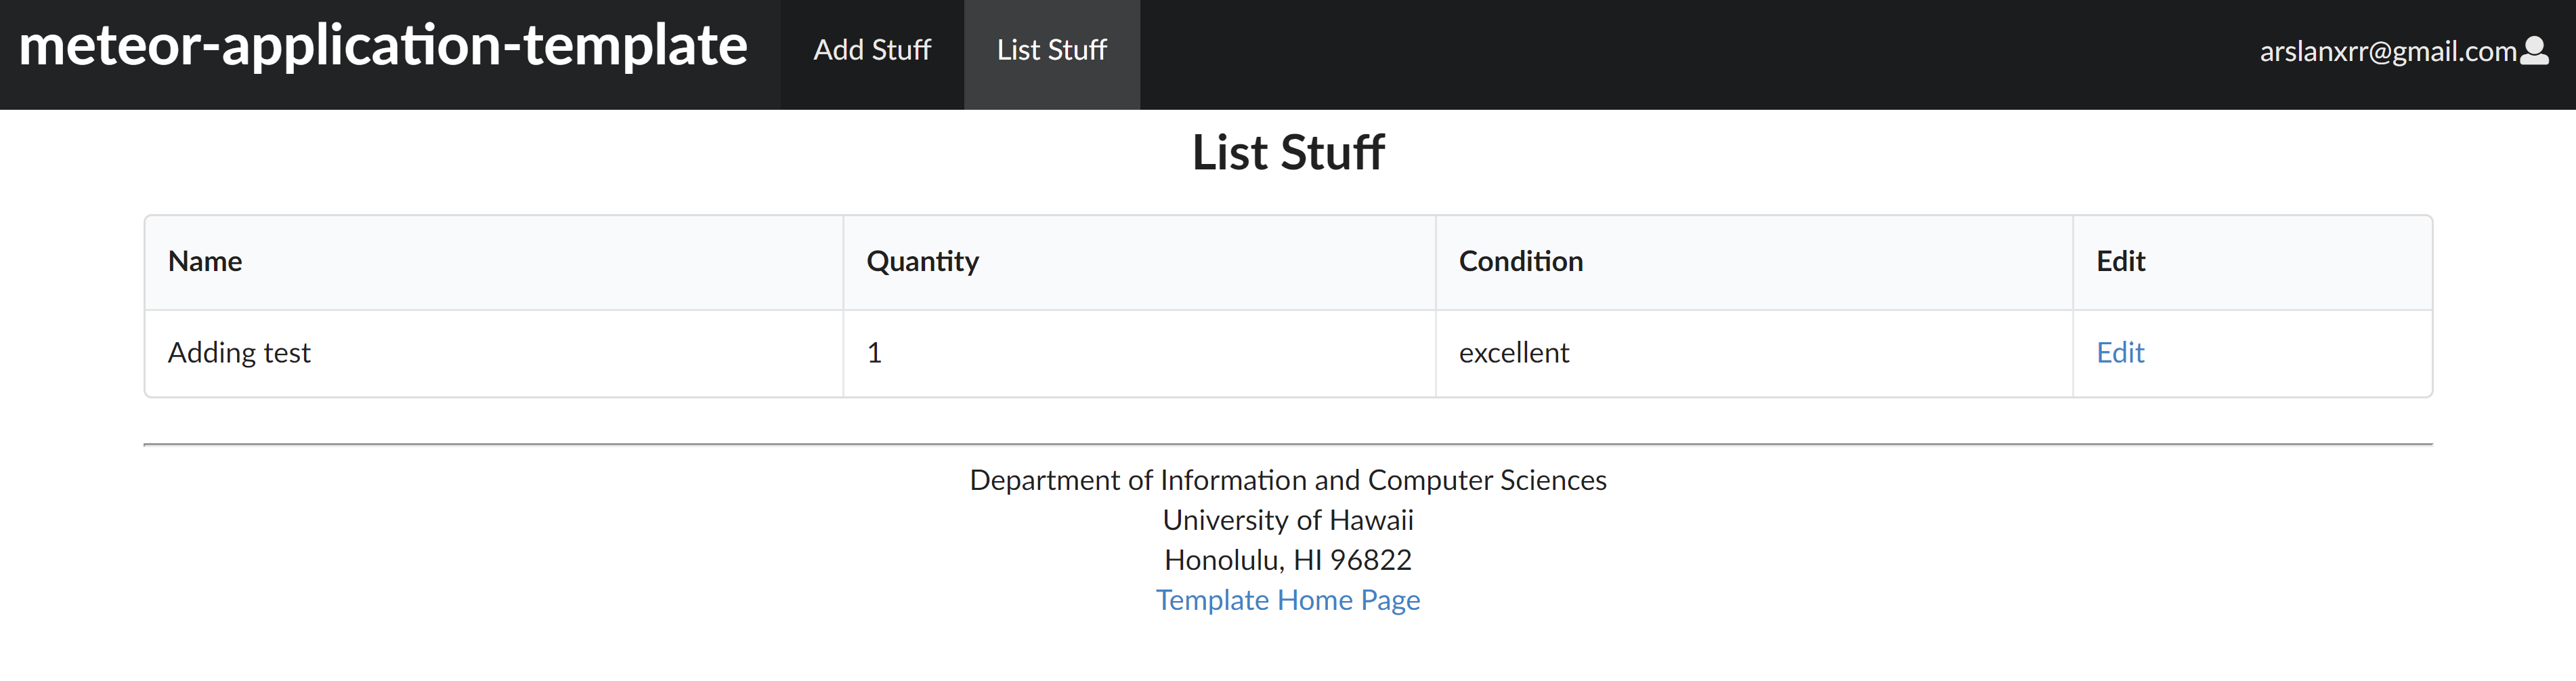 meteor-application-template Add Stuff List Stuff arslanxrr@gmail.com
List Stuff
Name Quantity Condition Edit
Adding test 1 excellent Edit
Department of Information and Computer Sciences
University of Hawaii
Honolulu, HI 96822
Template Home Page